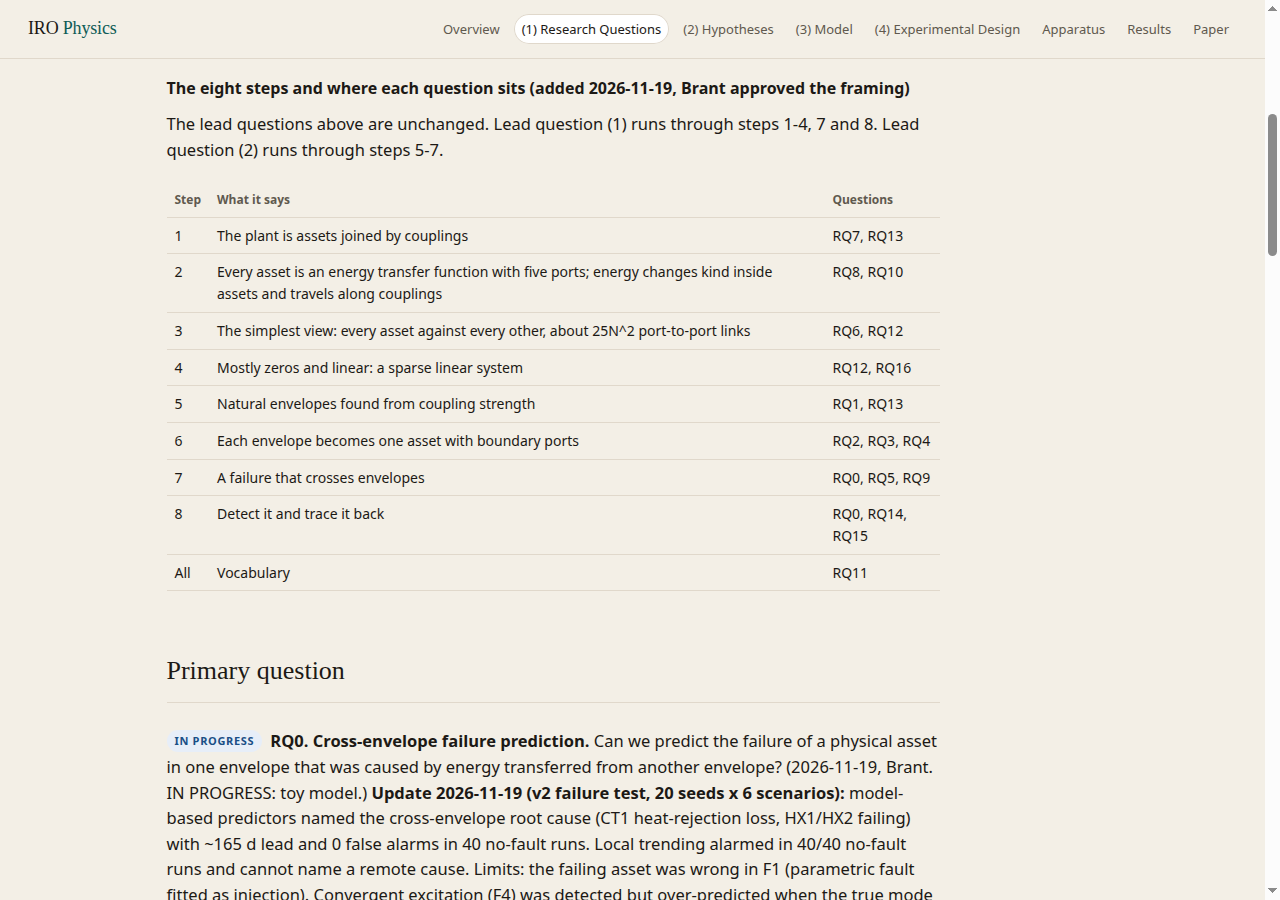 IRO Physics
Overview
(1) Research Questions
(2) Hypotheses
(3) Model
(4) Experimental Design
Apparatus
Results
Paper
The eight steps and where each question sits (added 2026-11-19, Brant approved the framing)
The lead questions above are unchanged. Lead question (1) runs through steps 1-4, 7 and 8. Lead
question (2) runs through steps 5-7.
Step What it says Questions
1 The plant is assets joined by couplings RQ7, RQ13
2 Every asset is an energy transfer function with five ports; energy changes kind inside RQ8, RQ10
assets and travels along couplings
3 The simplest view: every asset against every other, about 25N^2 port-to-port links RQ6, RQ12
4 Mostly zeros and linear: a sparse linear system RQ12, RQ16
5 Natural envelopes found from coupling strength RQ1, RQ13
6 Each envelope becomes one asset with boundary ports RQ2, RQ3, RQ4
7 A failure that crosses envelopes RQ0, RQ5, RQ9
8 Detect it and trace it back RQ0, RQ14,
RQ15
All Vocabulary RQ11
Primary question
IN PROGRESS RQ0. Cross-envelope failure prediction. Can we predict the failure of a physical asset
in one envelope that was caused by energy transferred from another envelope? (2026-11-19, Brant.
IN PROGRESS: toy model.) Update 2026-11-19 (v2 failure test, 20 seeds x 6 scenarios): model-
based predictors named the cross-envelope root cause (CT1 heat-rejection loss, HX1/HX2 failing)
with ~165 d lead and 0 false alarms in 40 no-fault runs. Local trending alarmed in 40/40 no-fault
runs and cannot name a remote cause. Limits: the failing asset was wrong in F1 (parametric fault
fitted as injection). Convergent excitation (F4) was detected but over-predicted when the true mode